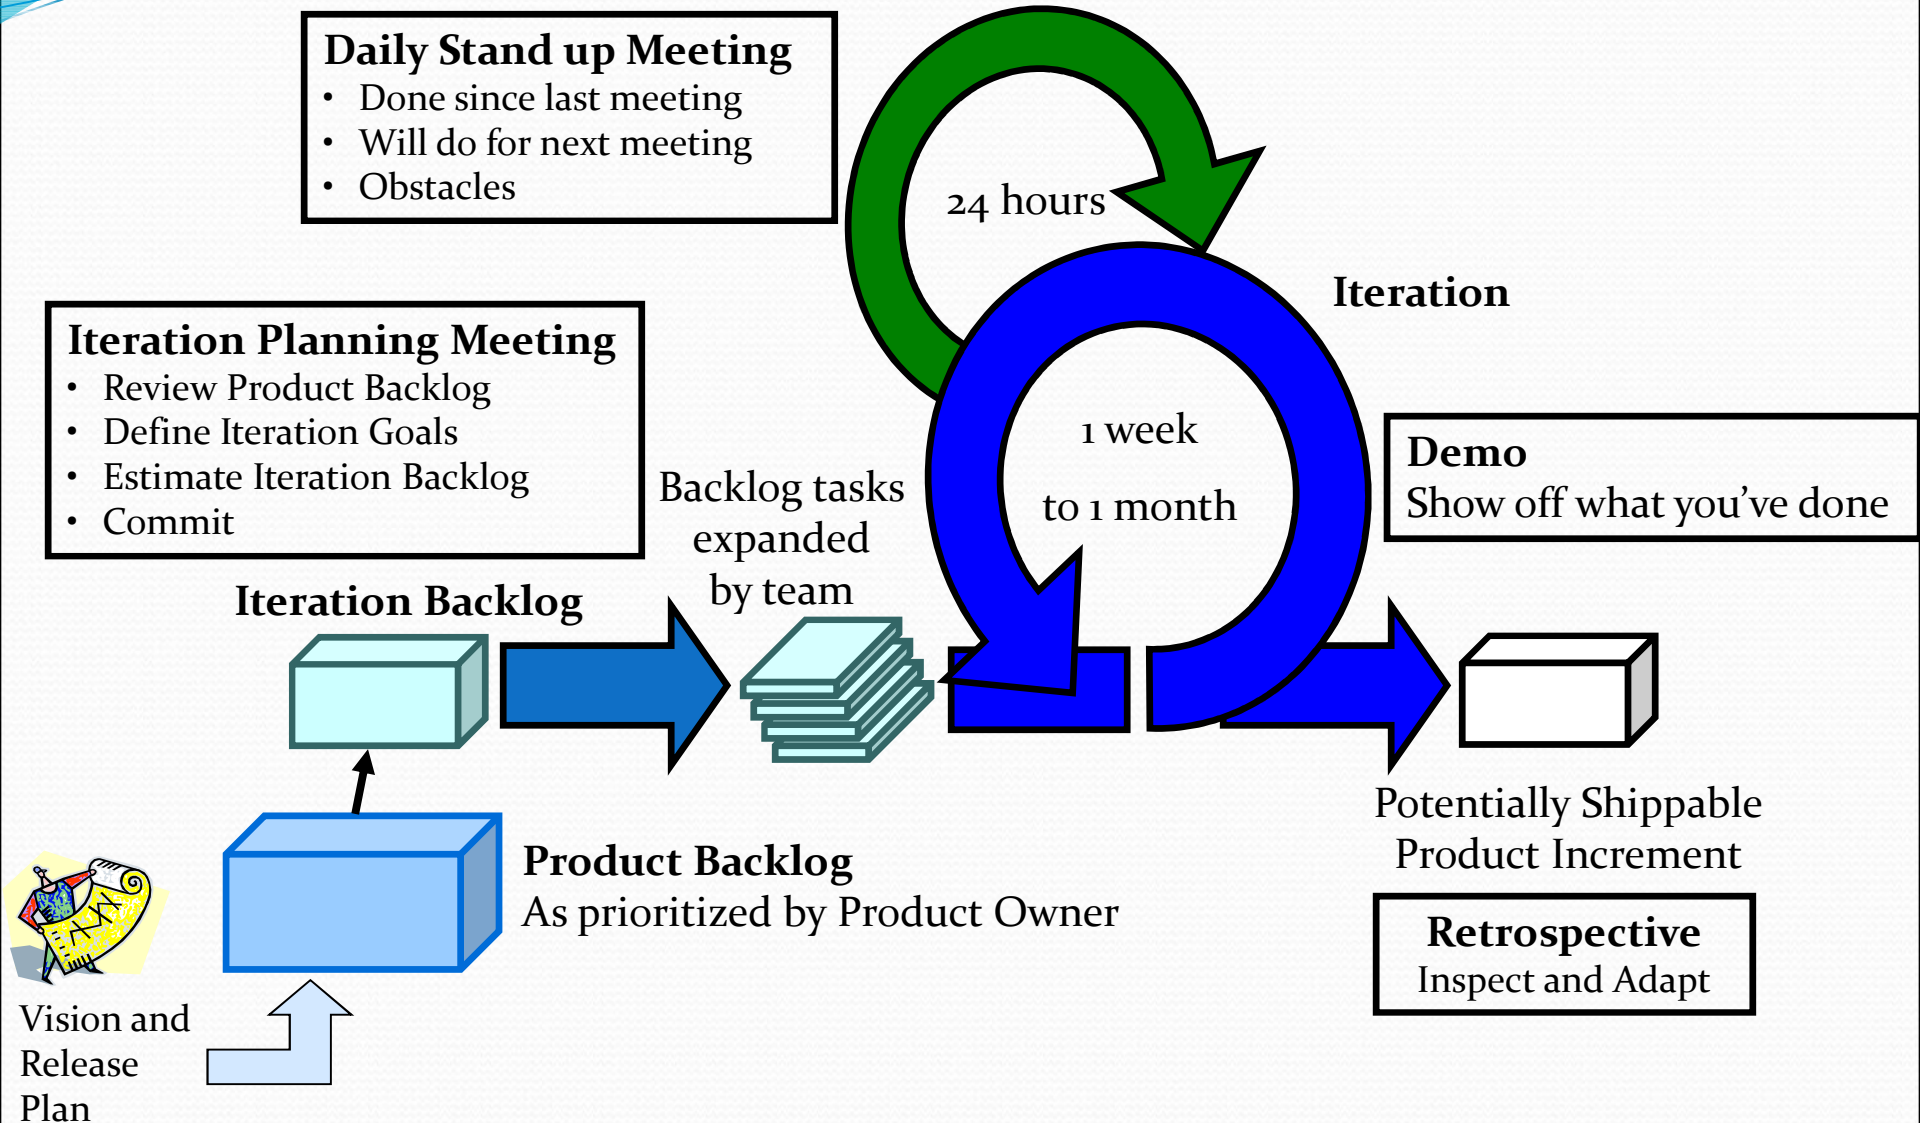 Daily Stand up Meeting
• Done since last meeting
• Will do for next meeting
• Obstacles
24 hours
Iteration
Iteration Planning Meeting
• Review Product Backlog
• Define Iteration Goals
• Estimate Iteration Backlog
• Commit
1 week
to 1 month
Demo
Show off what you’ve done
Backlog tasks
expanded
by team
Iteration Backlog
Potentially Shippable
Product Increment
Product Backlog
As prioritized by Product Owner
Retrospective
Inspect and Adapt
Vision and
Release
Plan